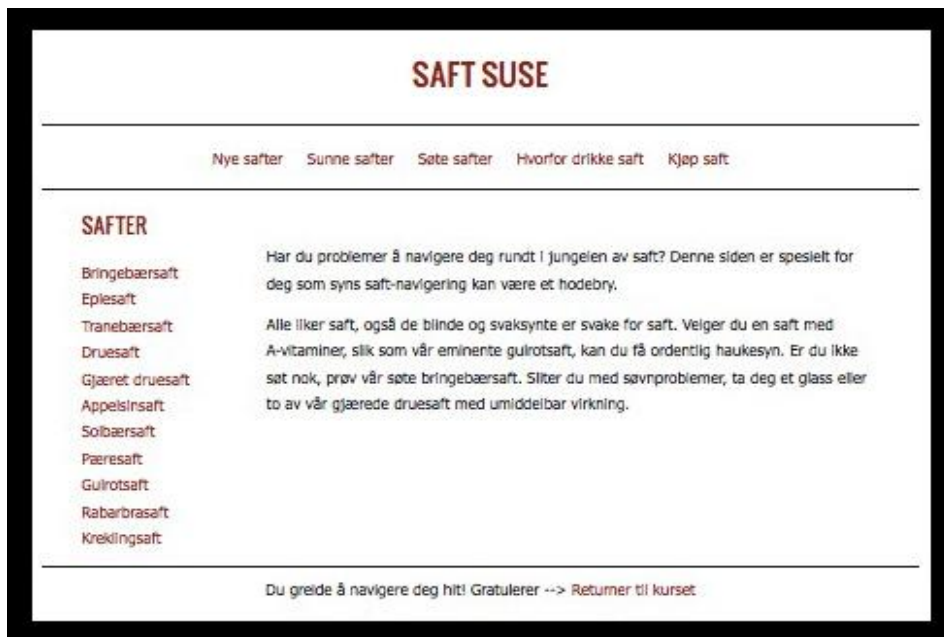 SAFT SUSE
Nye safter Sunne safter Søte safter Hvorfor drikke saft Kjøp saft
SAFTER
Bringebærsaft
Eplesaft
Tranebærsaft
Druesaft
Gjæret druesaft
Appelsinsaft
Solbærsaft
Pæresaft
Gulrotsaft
Rabarbrasaft
Kreklingsaft
Har du problemer å navigere deg rundt i jungelen av saft? Denne siden er spesielt for
deg som syns saft-navigering kan være et hodebry.
Alle liker saft, også de blinde og svaksynte er svake for saft. Velger du en saft med
A-vitaminer, slik som vår eminente gulrotsaft, kan du få ordentlig haukesyn. Er du ikke
søt nok, prøv vår søte bringebærsaft. Sliter du med søvnproblemer, ta deg et glass eller
to av vår gjærede druesaft med umiddelbar virkning.
Du greide å navigere deg hit! Gratulerer --> Returner til kurset